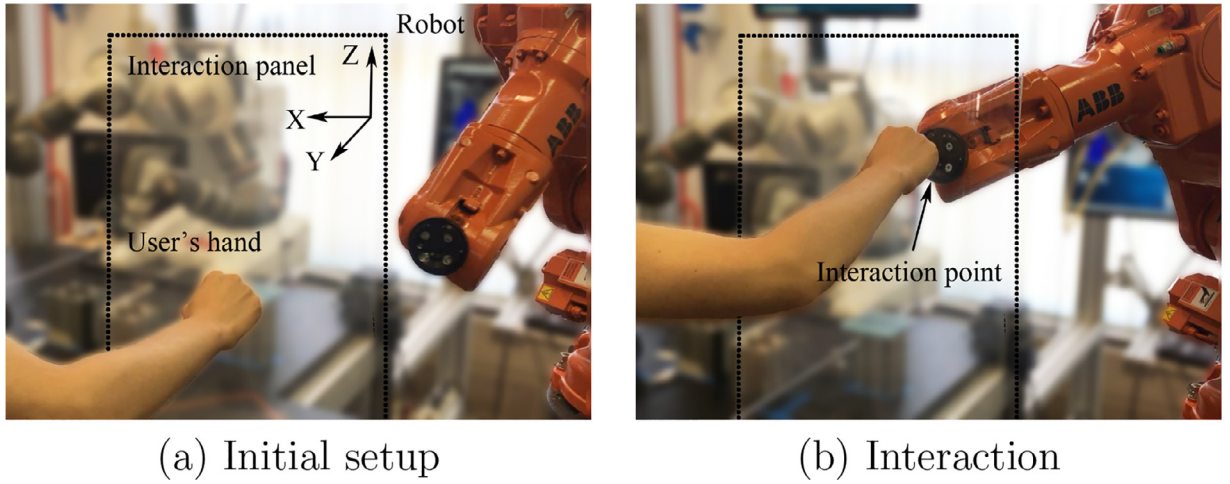 Robot
Interaction panel
Z
X
Y
ABB
User's hand
(a) Initial setup
ABB
Interaction point
(b) Interaction